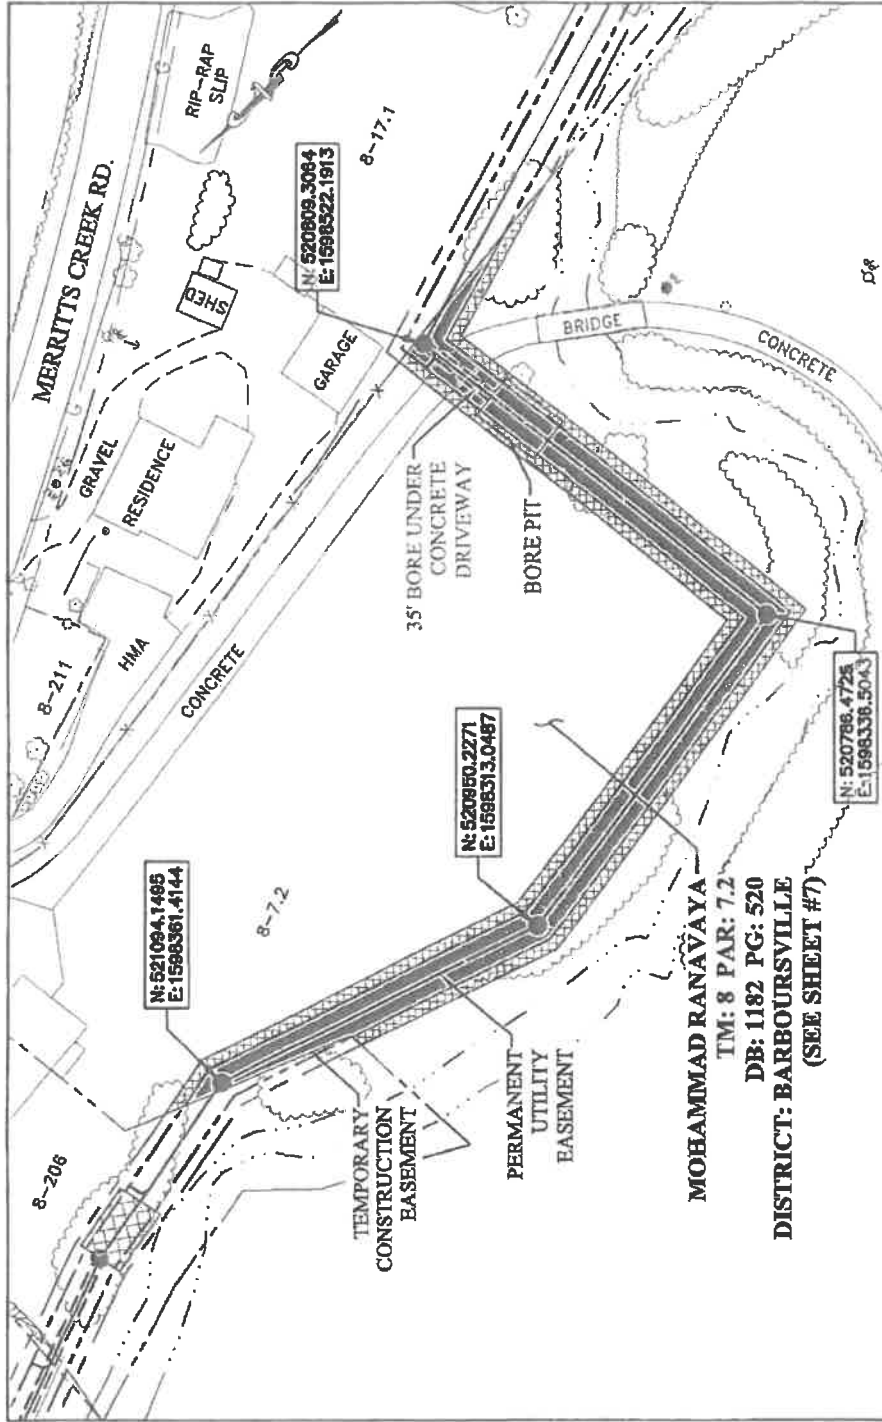 MERRITTS CREEK RD.
RIP-RAP
SLIP
8-17.1
N: 520809.3084
E: 1598522.1913
SHED
GARAGE
GRAVEL
RESIDENCE
HMA
8-211
CONCRETE
BRIDGE
CONCRETE
35' BORE UNDER
CONCRETE
DRIVEWAY
BORE PIT
8-7.2
N: 521094.1495
E: 1598361.4144
N: 520950.2271
E: 1598313.0487
N: 520786.4725
E: 1598336.5043
8-206
TEMPORARY
CONSTRUCTION
EASEMENT
PERMANENT
UTILITY
EASEMENT
MOHAMMAD RANAVAYA
TM: 8 PAR: 7.2
DB: 1182 PG: 520
DISTRICT: BARBOURSVILLE
(SEE SHEET #7)